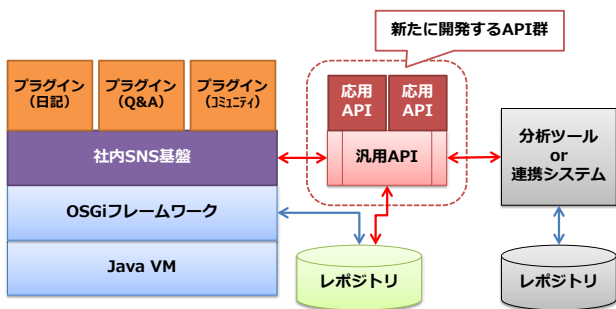 新たに開発するAPI群
プラグイン
（日記）
プラグイン
（Q&A）
プラグイン
（ｺﾐｭﾆﾃｨ）
応用
API
応用
API
社内SNS基盤
汎用API
分析ツール
or
連携システム
OSGiフレームワーク
Java VM
レポジトリ
レポジトリ